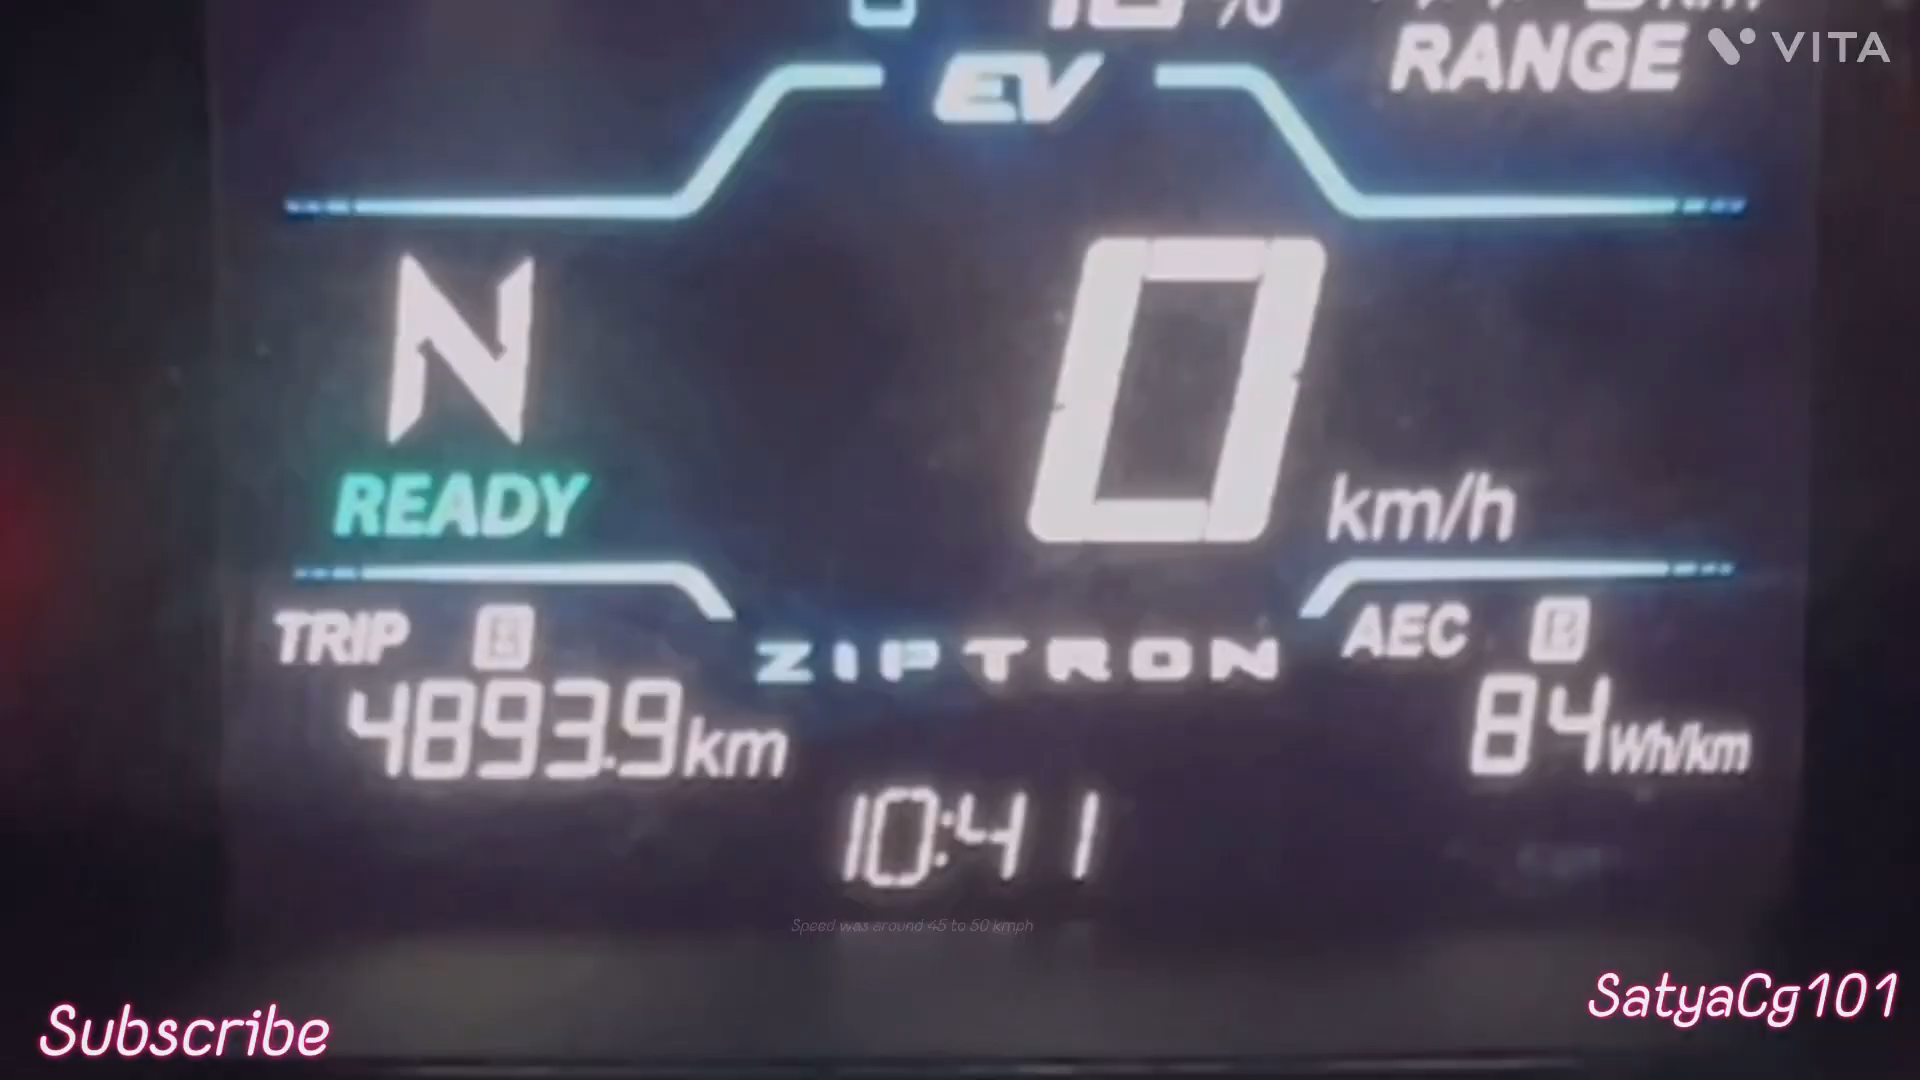 %
km
RANGE
VITA
EV
N
0
READY
km/h
TRIP
AEC
ZIPTRON
4893.9km
84Wh/km
10:41
Speed was around 45 to 50 kmph
SatyaCg101
Subscribe